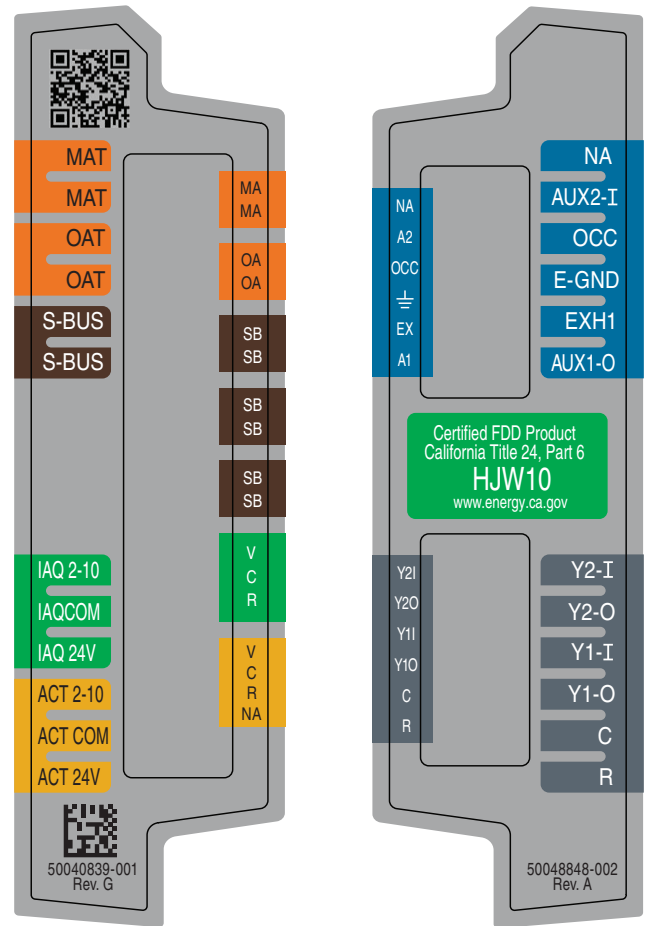 MAT
MAT
OAT
OAT
S-BUS
S-BUS
IAQ 2-10
IAQCOM
IAQ 24V
ACT 2-10
ACT COM
ACT 24V
MA
MA
OA
OA
SB
SB
SB
SB
SB
SB
V
C
R
V
C
R
NA
50040839-001
Rev. G
NA
A2
OCC
EX
A1
NA
AUX2-I
OCC
E-GND
EXH1
AUX1-O
Certified FDD Product
California Title 24, Part 6
HJW10
www.energy.ca.gov
Y2I
Y2O
Y1I
Y1O
C
R
Y2-I
Y2-O
Y1-I
Y1-O
C
R
50048848-002
Rev. A